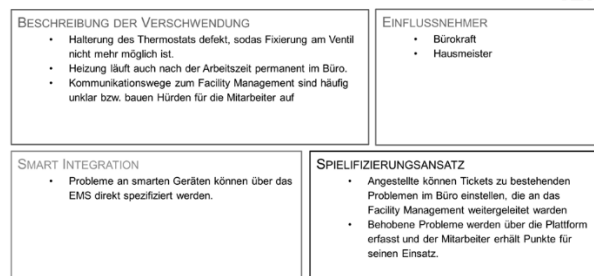 BESCHREIBUNG DER VERSCHWENDUNG
• Halterung des Thermostats defekt, sodas Fixierung am Ventil
nicht mehr möglich ist.
• Heizung läuft auch nach der Arbeitszeit permanent im Büro.
• Kommunikationswege zum Facility Management sind häufig
unklar bzw. bauen Hürden für die Mitarbeiter auf
EINFLUSSNEHMER
• Bürokraft
• Hausmeister
SMART INTEGRATION
• Probleme an smarten Geräten können über das
EMS direkt spezifiziert werden.
SPIELIFIZIERUNGSANSATZ
• Angestellte können Tickets zu bestehenden
Problemen im Büro einstellen, die an das
Facility Management weitergeleitet warden
• Behobene Probleme werden über die Plattform
erfasst und der Mitarbeiter erhält Punkte für
seinen Einsatz.